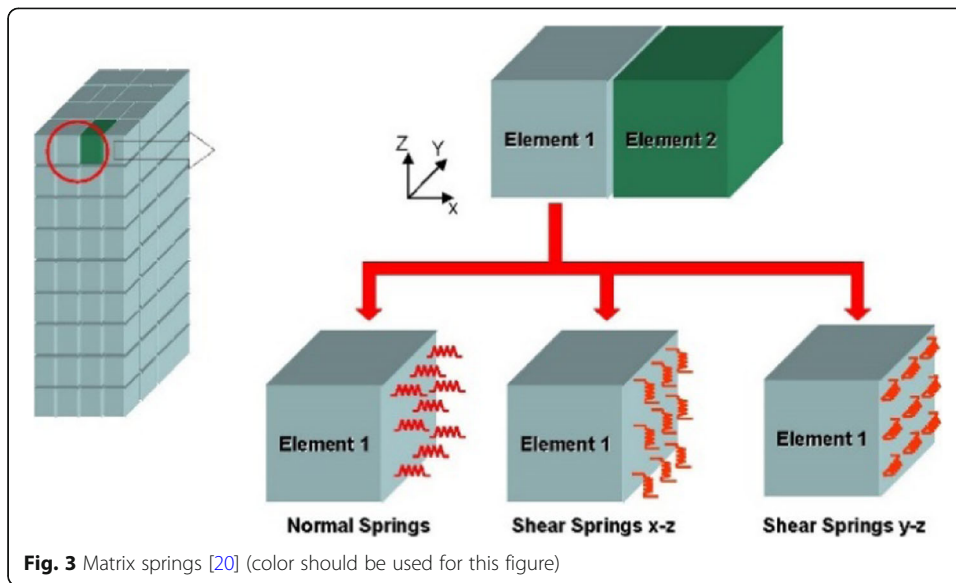 Element 1 Element 2
Z Y X
Element 1 Element 1 Element 1
Normal Springs Shear Springs x-z Shear Springs y-z
Fig. 3 Matrix springs [20] (color should be used for this figure)